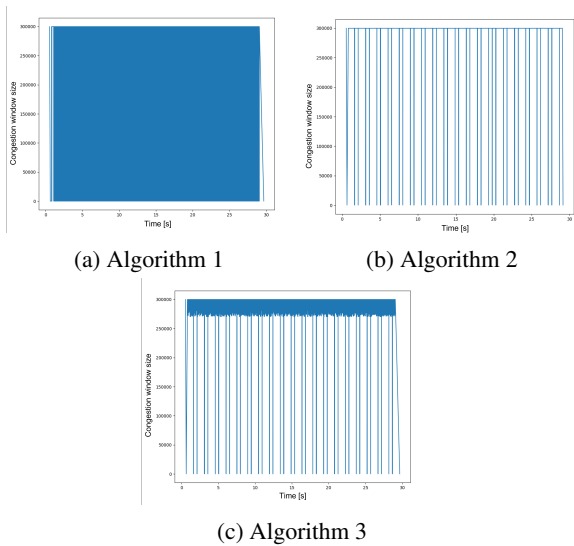 300000
250000
200000
150000
100000
50000
0
Congestion window size
0 5 10 15 20 25 30
Time [s]
(a) Algorithm 1
300000
250000
200000
150000
100000
50000
0
Congestion window size
0 5 10 15 20 25 30
Time [s]
(b) Algorithm 2
300000
250000
200000
150000
100000
50000
0
Congestion window size
0 5 10 15 20 25 30
Time [s]
(c) Algorithm 3